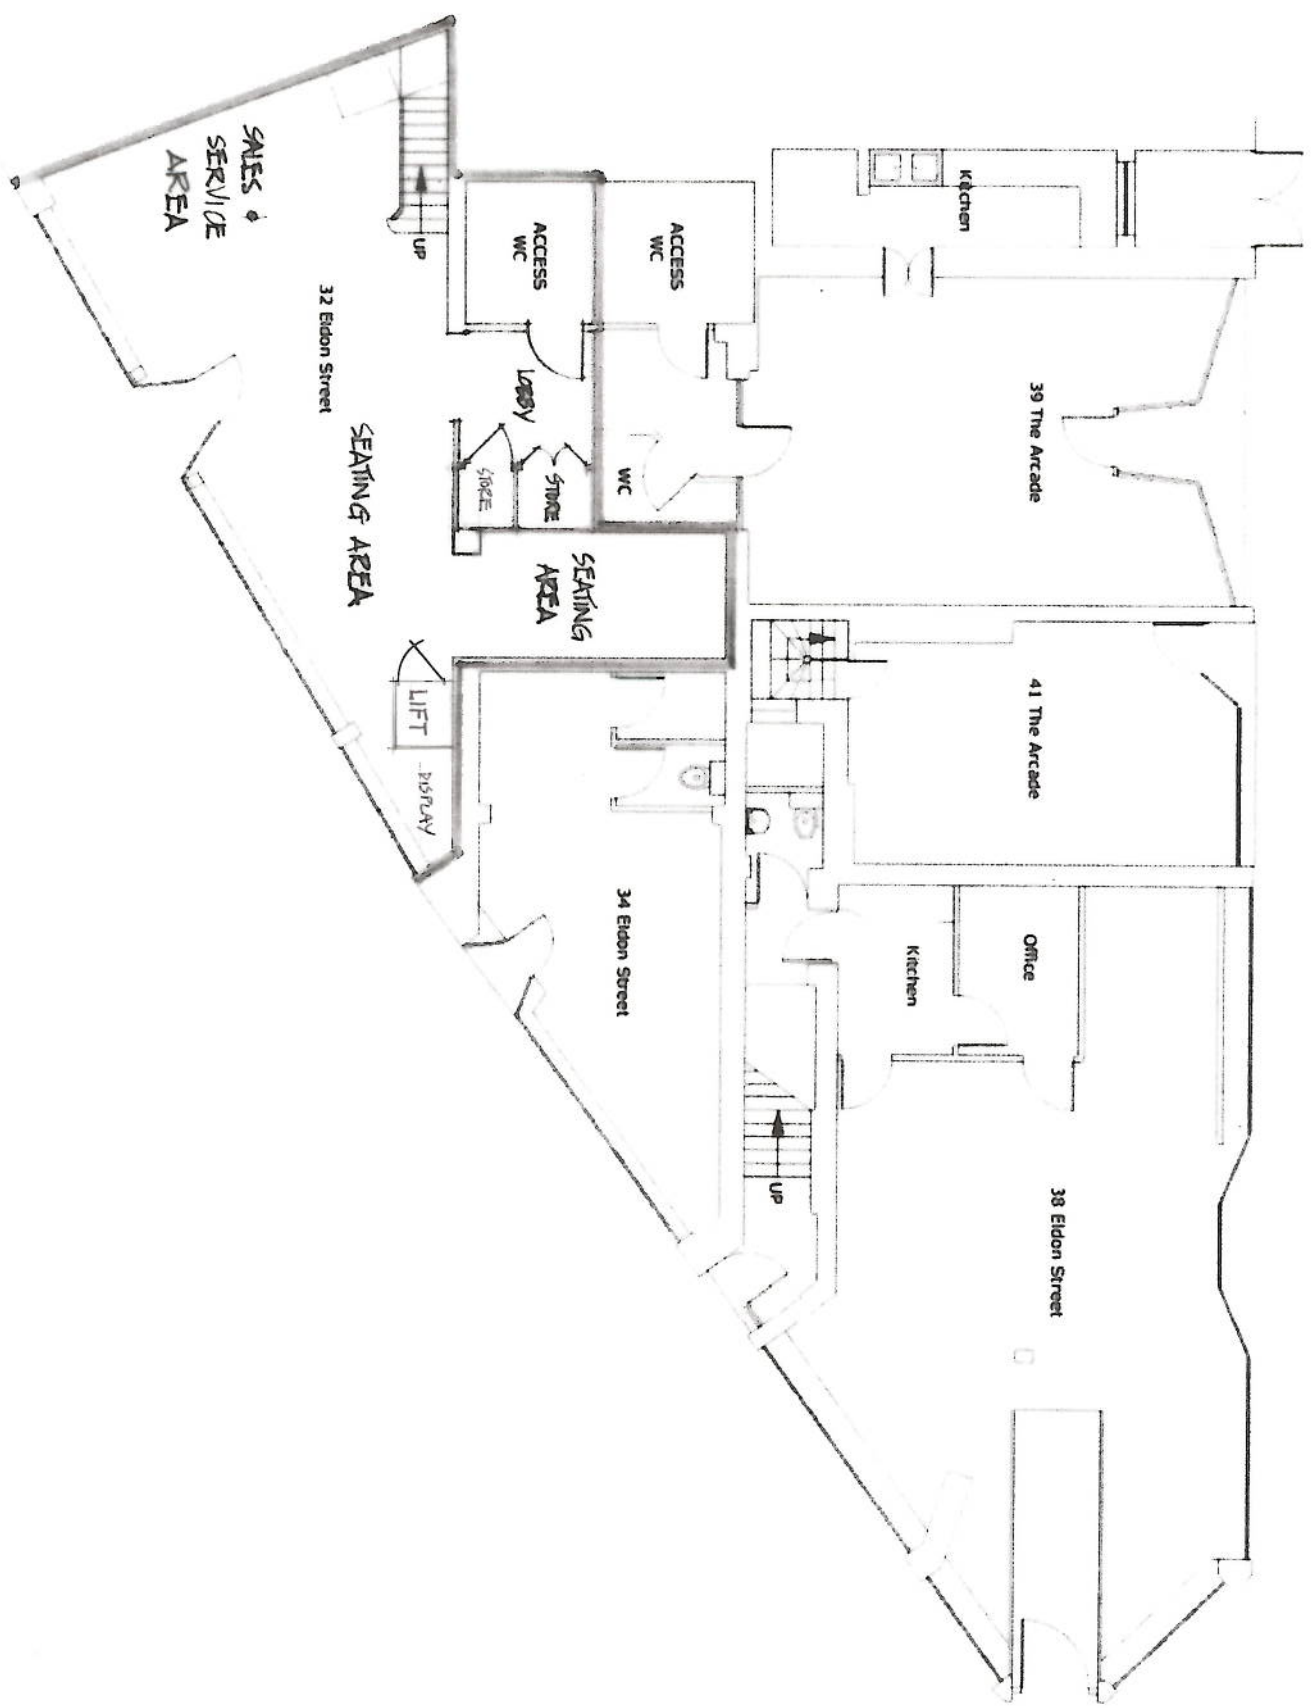 39 The Arcade
41 The Arcade
Office
38 Eldon Street
Kitchen
Kitchen
UP
ACCESS
WC
WC
34 Eldon Street
SEATING
AREA
ACCESS
WC
LOBBY
STORE
STORE
UP
LIFT
DISPLAY
SEATING AREA
32 Eldon Street
SALES &
SERVICE
AREA